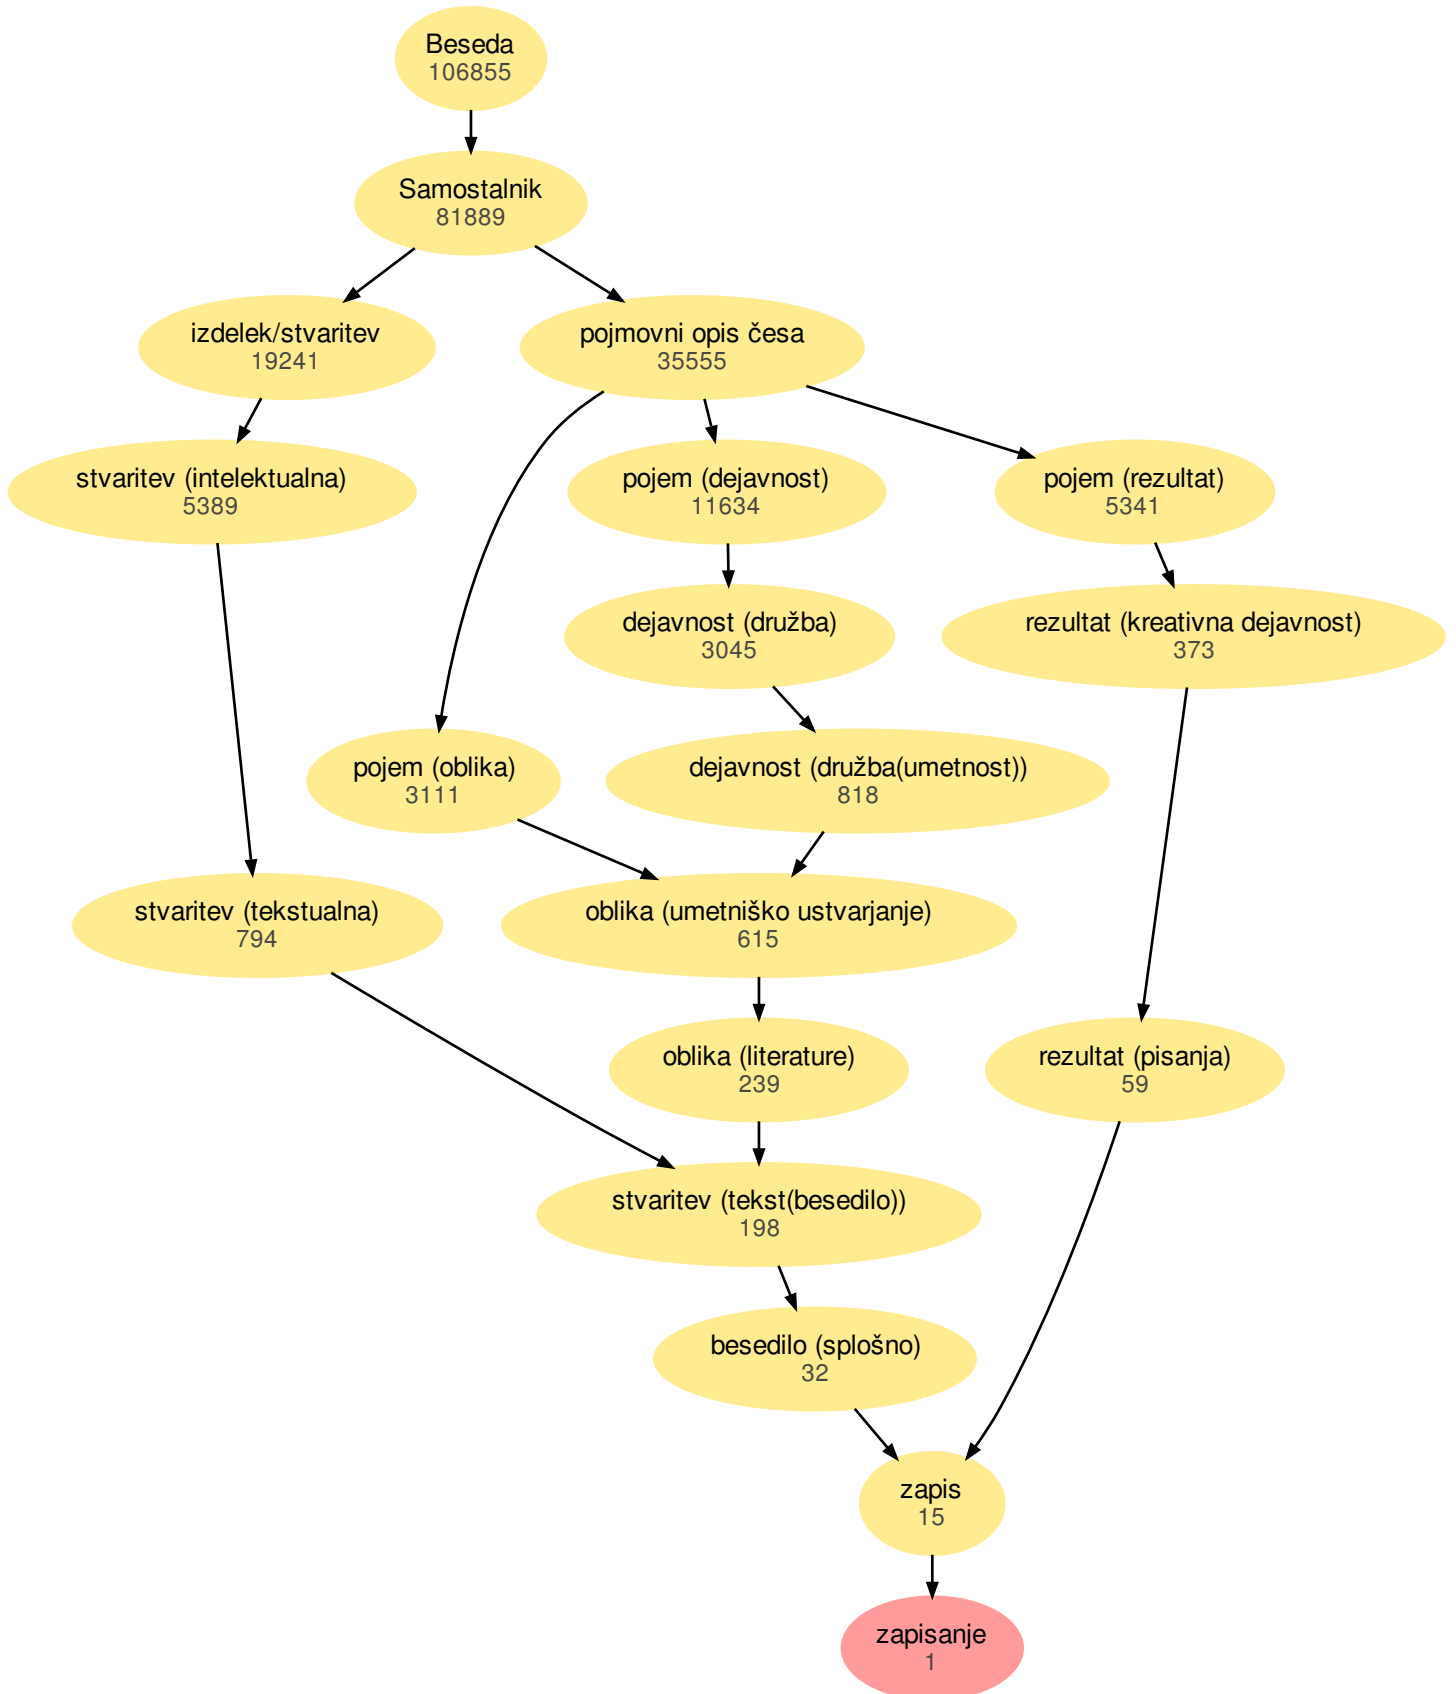 Beseda
106855
Samostalnik
81889
izdelek/stvaritev
19241
pojmovni opis česa
35555
stvaritev (intelektualna)
5389
pojem (dejavnost)
11634
pojem (rezultat)
5341
dejavnost (družba)
3045
rezultat (kreativna dejavnost)
373
pojem (oblika)
3111
dejavnost (družba(umetnost))
818
stvaritev (tekstualna)
794
oblika (umetniško ustvarjanje)
615
oblika (literature)
239
rezultat (pisanja)
59
stvaritev (tekst(besedilo))
198
besedilo (splošno)
32
zapis
15
zapisanje
1